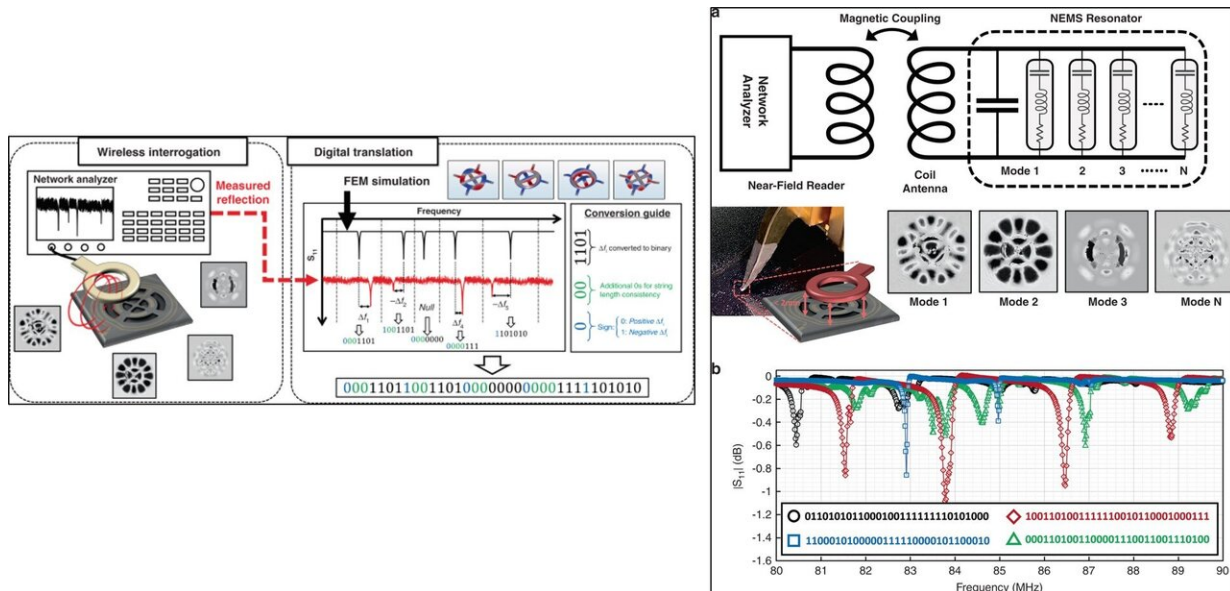 Wireless interrogation
Network analyzer
Measured
reflection
Digital translation
FEM simulation
Frequency
S₁₁
Δf₁
−Δf₂
Null
Δf₄
−Δf₅
0001101
1001101
0000000
0000111
1101010
Conversion guide
1101
Δfᵢ converted to binary
00
Additional 0s for string
length consistency
0
Sign: 0: Positive Δfᵢ
1: Negative Δfᵢ
00011011001101000000000001111101010
a
Magnetic Coupling
NEMS Resonator
Network
Analyzer
Near-Field Reader
Coil
Antenna
Mode 1 2 3 ...... N
Mode 1
Mode 2
Mode 3
Mode N
b
|S₁₁| (dB)
0
-0.2
-0.4
-0.6
-0.8
-1
-1.2
-1.4
-1.6
80 81 82 83 84 85 86 87 88 89 90
Frequency (MHz)